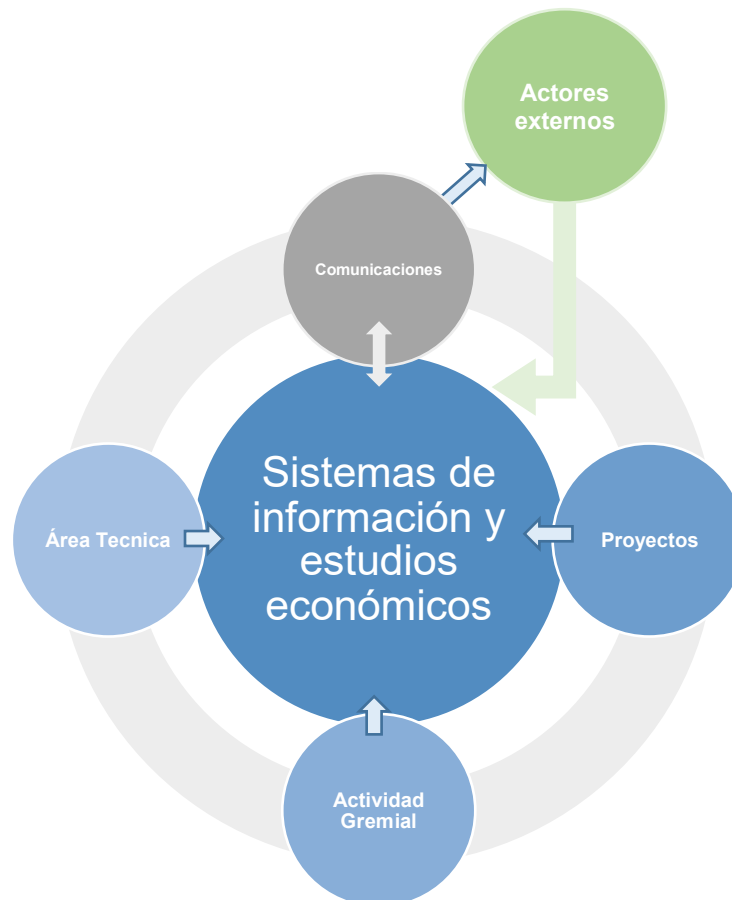 Actores
externos
Comunicaciones
Sistemas de
información y
estudios
económicos
Área Tecnica
Proyectos
Actividad
Gremial